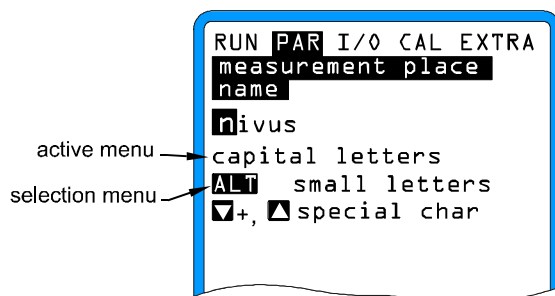 RUN PAR I/O CAL EXTRA
measurement place
name
nivus
active menu
capital letters
selection menu
ALT small letters
▼+, ▲ special char